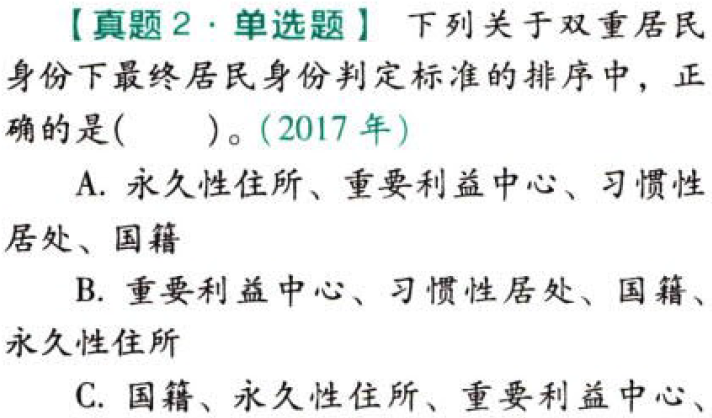 【真题2·单选题】 下列关于双重居民
身份下最终居民身份判定标准的排序中，正
确的是(　　)。(2017年)
A. 永久性住所、重要利益中心、习惯性
居处、国籍
B. 重要利益中心、习惯性居处、国籍、
永久性住所
C. 国籍、永久性住所、重要利益中心、